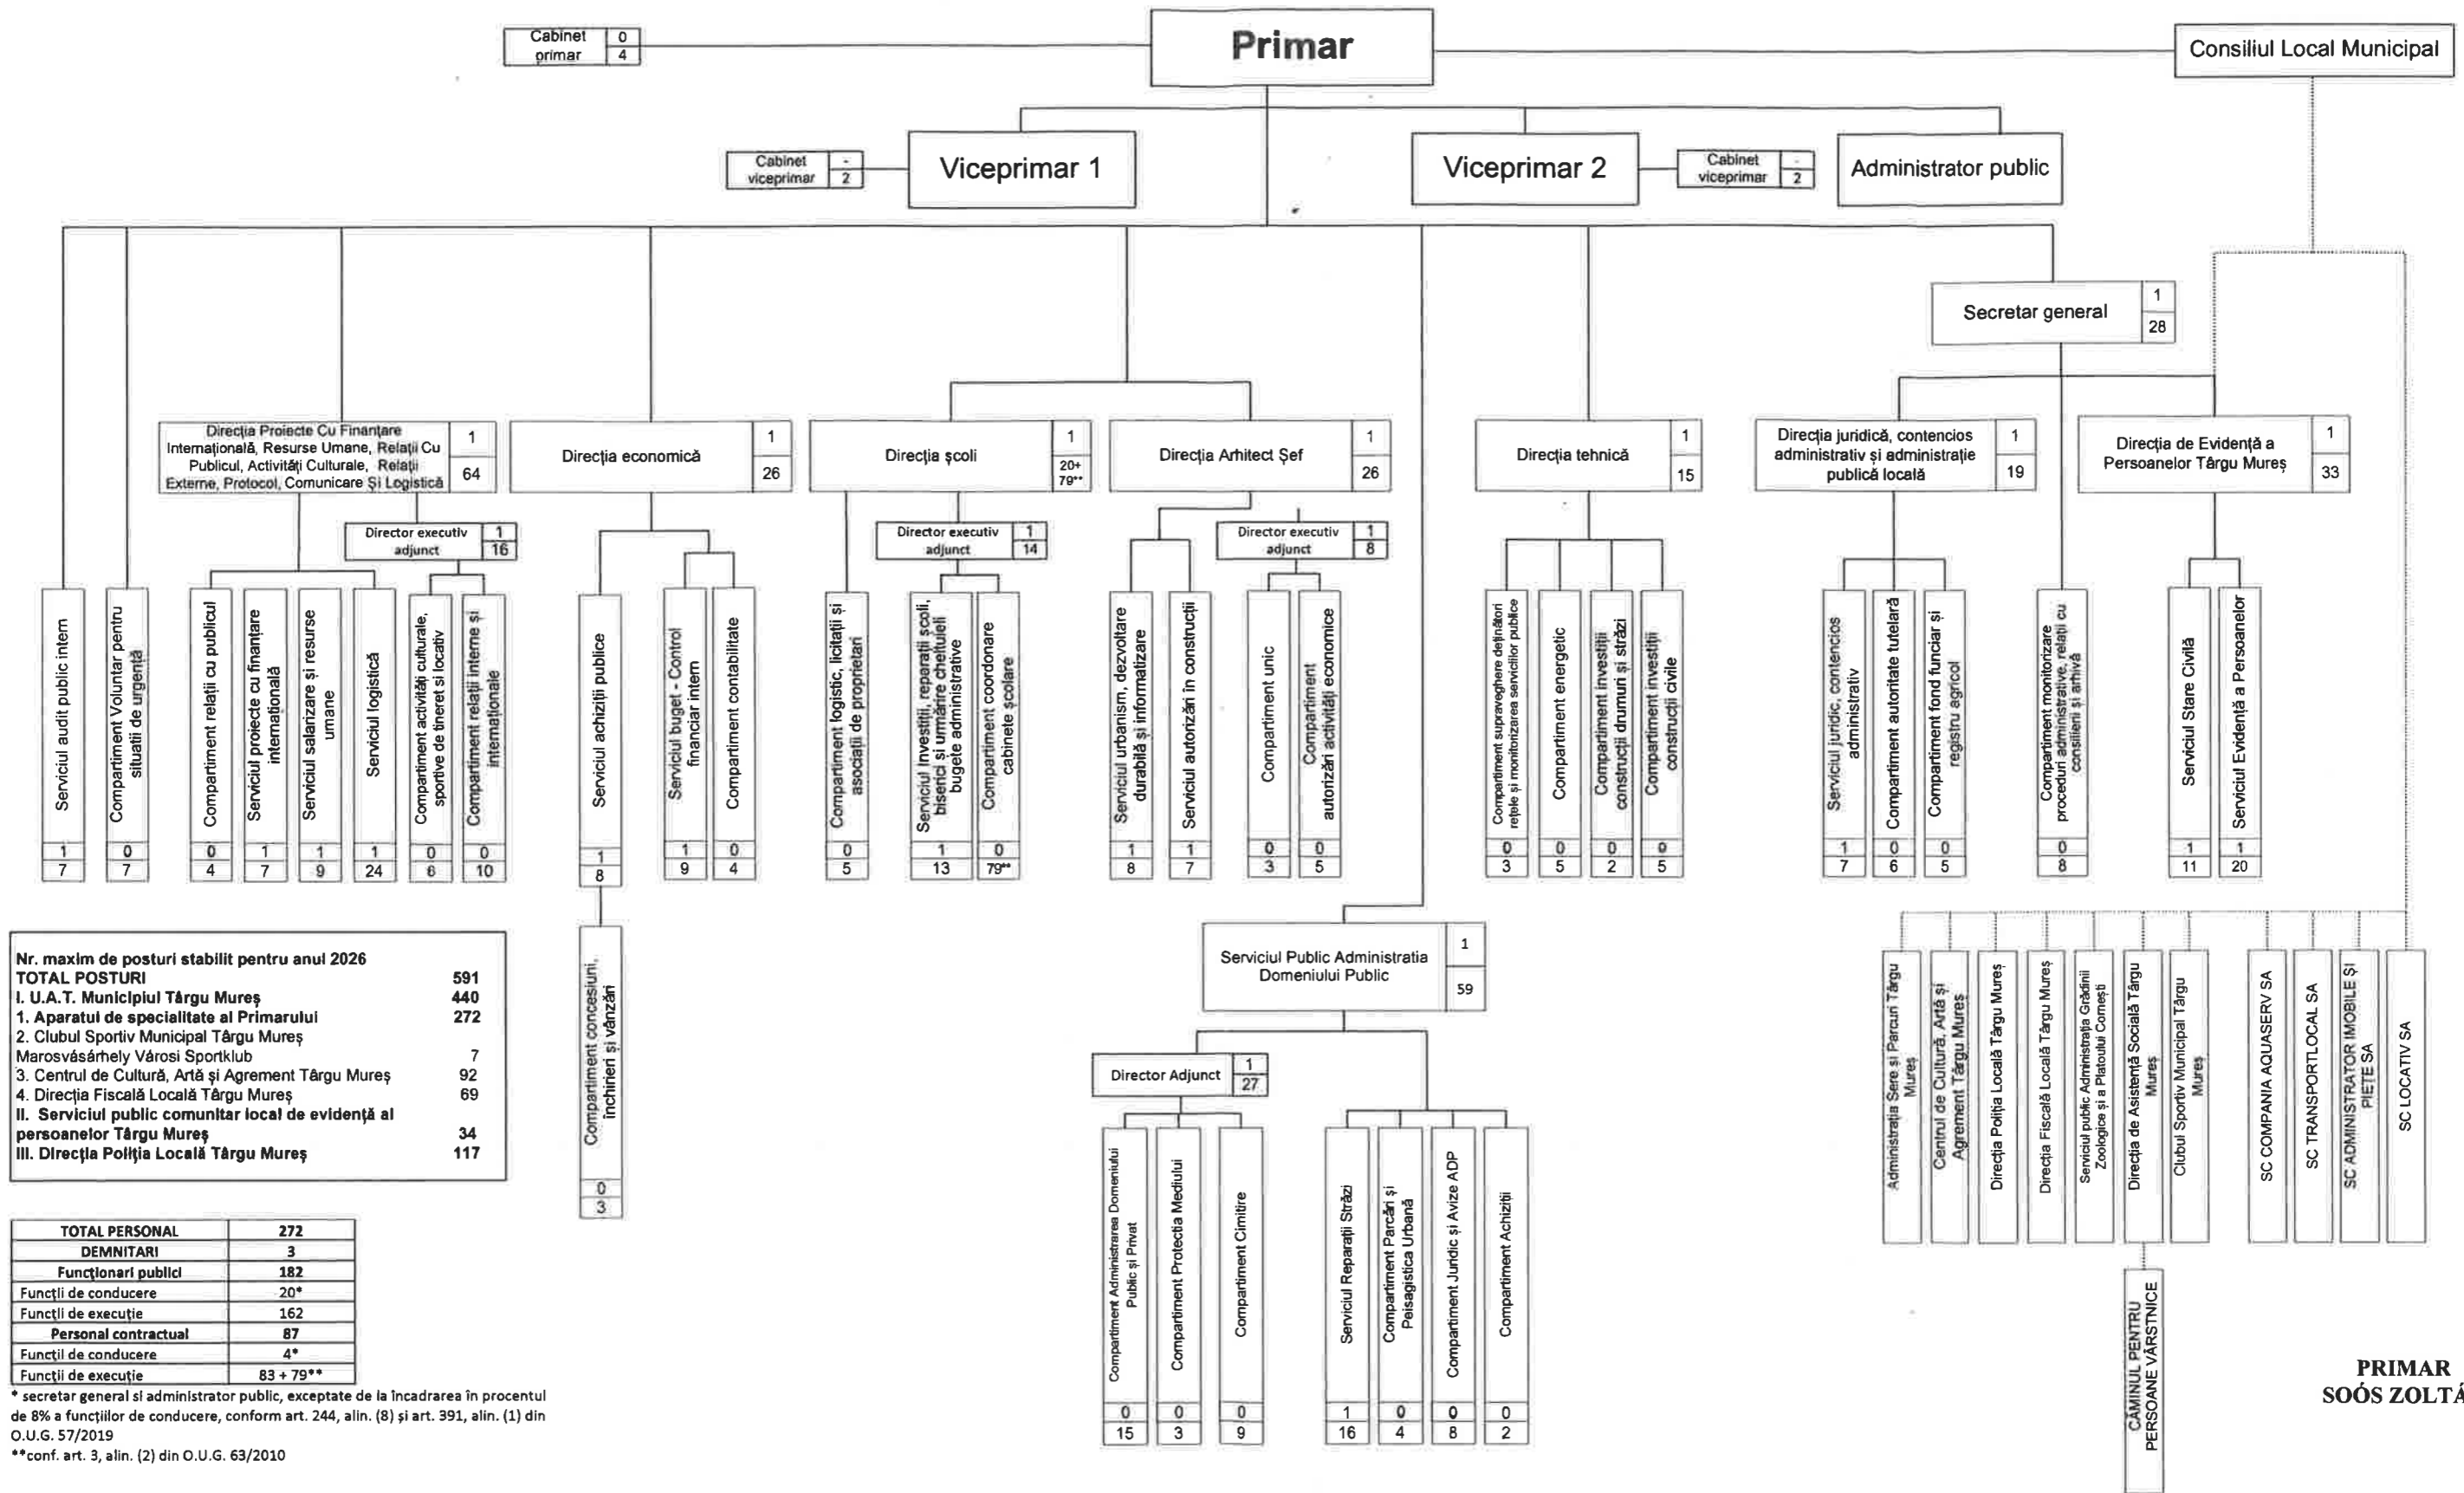 Cabinet
primar
0
4
Primar
Consiliul Local Municipal
Cabinet
viceprimar
-
2
Viceprimar 1
Viceprimar 2
Cabinet
viceprimar
-
2
Administrator public
Secretar general
1
28
Direcția Proiecte Cu Finanțare
Internațională, Resurse Umane, Relații Cu
Publicul, Activități Culturale, Relații
Externe, Protocol, Comunicare Și Logistică
1
64
Direcția economică
1
26
Direcția școli
1
20+
79**
Direcția Arhitect Șef
1
26
Direcția tehnică
1
15
Direcția juridică, contencios
administrativ și administrație
publică locală
1
19
Direcția de Evidență a
Persoanelor Târgu Mureș
1
33
Director executiv
adjunct
1
16
Director executiv
adjunct
1
14
Director executiv
adjunct
1
8
Serviciul audit public intern
1
7
Compartiment Voluntar pentru
situatii de urgență
0
7
Compartiment relații cu publicul
0
4
Serviciul proiecte cu finanțare
internațională
1
7
Serviciul salarizare și resurse
umane
1
9
Serviciul logistică
1
24
Compartiment activități culturale,
sportive de tineret si locativ
0
6
Compartiment relații interne și
internaționale
0
10
Serviciul achiziții publice
1
8
Serviciul buget - Control
financiar intern
1
9
Compartiment contabilitate
0
4
Compartiment logistic, licitații si
asociații de proprietari
0
5
Serviciul Investiții, reparații școli,
biserici si urmărire cheltuieli
bugete administrative
1
13
Compartiment coordonare
cabinete școlare
0
79**
Serviciul urbanism, dezvoltare
durabilă și informatizare
1
8
Serviciul autorizări în construcții
1
7
Compartiment unic
0
3
Compartiment
autorizări activități economice
0
5
Compartiment supraveghere deținători
rețele și monitorizarea serviciilor publice
0
3
Compartiment energetic
0
5
Compartiment investiții
construcții drumuri și străzi
0
2
Compartiment investiții
construcții civile
0
5
Serviciul juridic, contencios
administrativ
1
7
Compartiment autoritate tutelară
0
6
Compartiment fond funciar și
registru agricol
0
5
Compartiment monitorizare
proceduri administrative, relații cu
consilierii și arhivă
0
8
Serviciul Stare Civilă
1
11
Serviciul Evidență a Persoanelor
1
20
Compartiment concesiuni,
închirieri și vânzări
0
3
Nr. maxim de posturi stabilit pentru anul 2026
TOTAL POSTURI 591
I. U.A.T. Municipiul Târgu Mureș 440
1. Aparatul de specialitate al Primarului 272
2. Clubul Sportiv Municipal Târgu Mureș
Marosvásárhely Városi Sportklub 7
3. Centrul de Cultură, Artă și Agrement Târgu Mureș 92
4. Direcția Fiscală Locală Târgu Mureș 69
II. Serviciul public comunitar local de evidență al
persoanelor Târgu Mureș 34
III. Direcția Poliția Locală Târgu Mureș 117
Serviciul Public Administratia
Domeniului Public
1
59
Director Adjunct
1
27
Compartiment Administrarea Domeniului
Public și Privat
0
15
Compartiment Protectia Mediului
0
3
Compartiment Cimitire
0
9
Serviciul Reparații Străzi
1
16
Compartiment Parcări și
Peisagistica Urbană
0
4
Compartiment Juridic și Avize ADP
0
8
Compartiment Achiziții
0
2
Administrația Sere și Parcuri Târgu
Mureș
Centrul de Cultură, Artă și
Agrement Târgu Mureș
Direcția Poliția Locală Târgu Mureș
Direcția Fiscală Locală Târgu Mureș
Serviciul public Administrația Grădinii
Zoologice și a Platoului Cornești
Direcția de Asistență Socială Târgu
Mureș
Clubul Sportiv Municipal Târgu
Mureș
SC COMPANIA AQUASERV SA
SC TRANSPORTLOCAL SA
SC ADMINISTRATOR IMOBILE ȘI
PIEȚE SA
SC LOCATIV SA
CĂMINUL PENTRU
PERSOANE VÂRSTNICE
TOTAL PERSONAL 272
DEMNITARI 3
Funcționari publici 182
Funcții de conducere 20*
Funcții de execuție 162
Personal contractual 87
Funcții de conducere 4*
Funcții de execuție 83 + 79**
* secretar general si administrator public, exceptate de la încadrarea în procentul
de 8% a funcțiilor de conducere, conform art. 244, alin. (8) și art. 391, alin. (1) din
O.U.G. 57/2019
**conf. art. 3, alin. (2) din O.U.G. 63/2010
PRIMAR
SOÓS ZOLTÁ